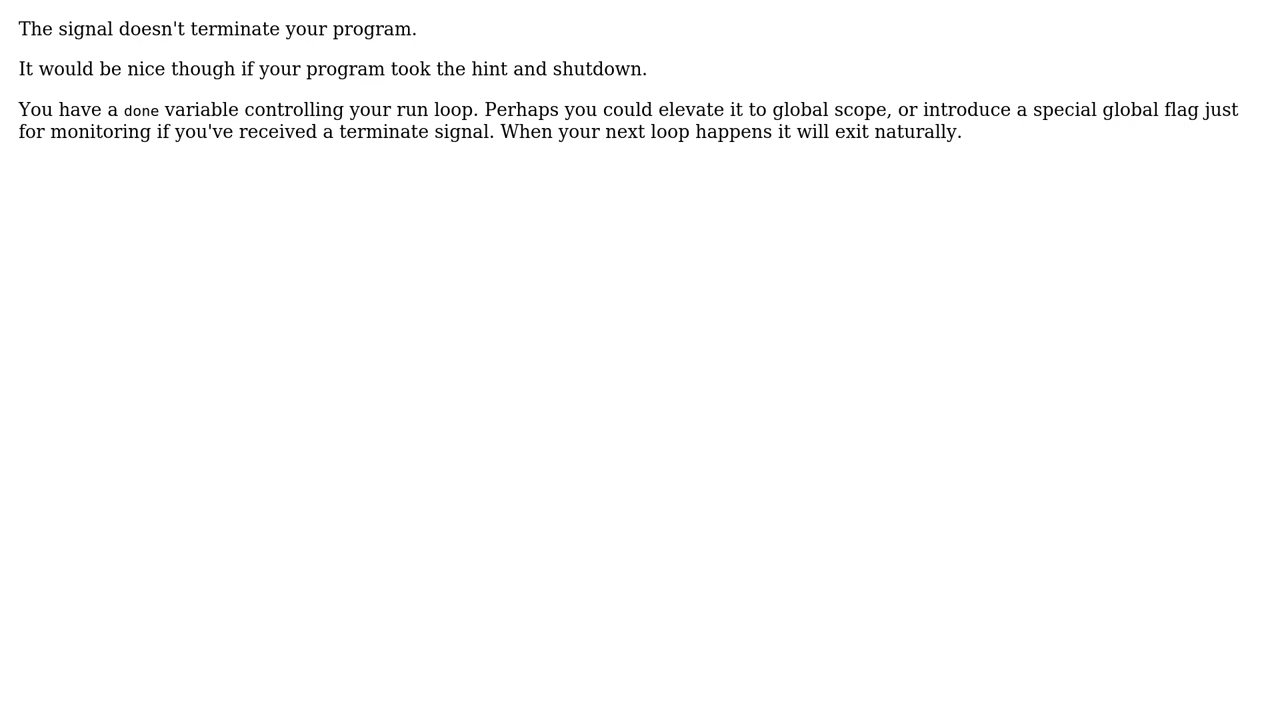 The signal doesn't terminate your program.
It would be nice though if your program took the hint and shutdown.
You have a done variable controlling your run loop. Perhaps you could elevate it to global scope, or introduce a special global flag just
for monitoring if you've received a terminate signal. When your next loop happens it will exit naturally.